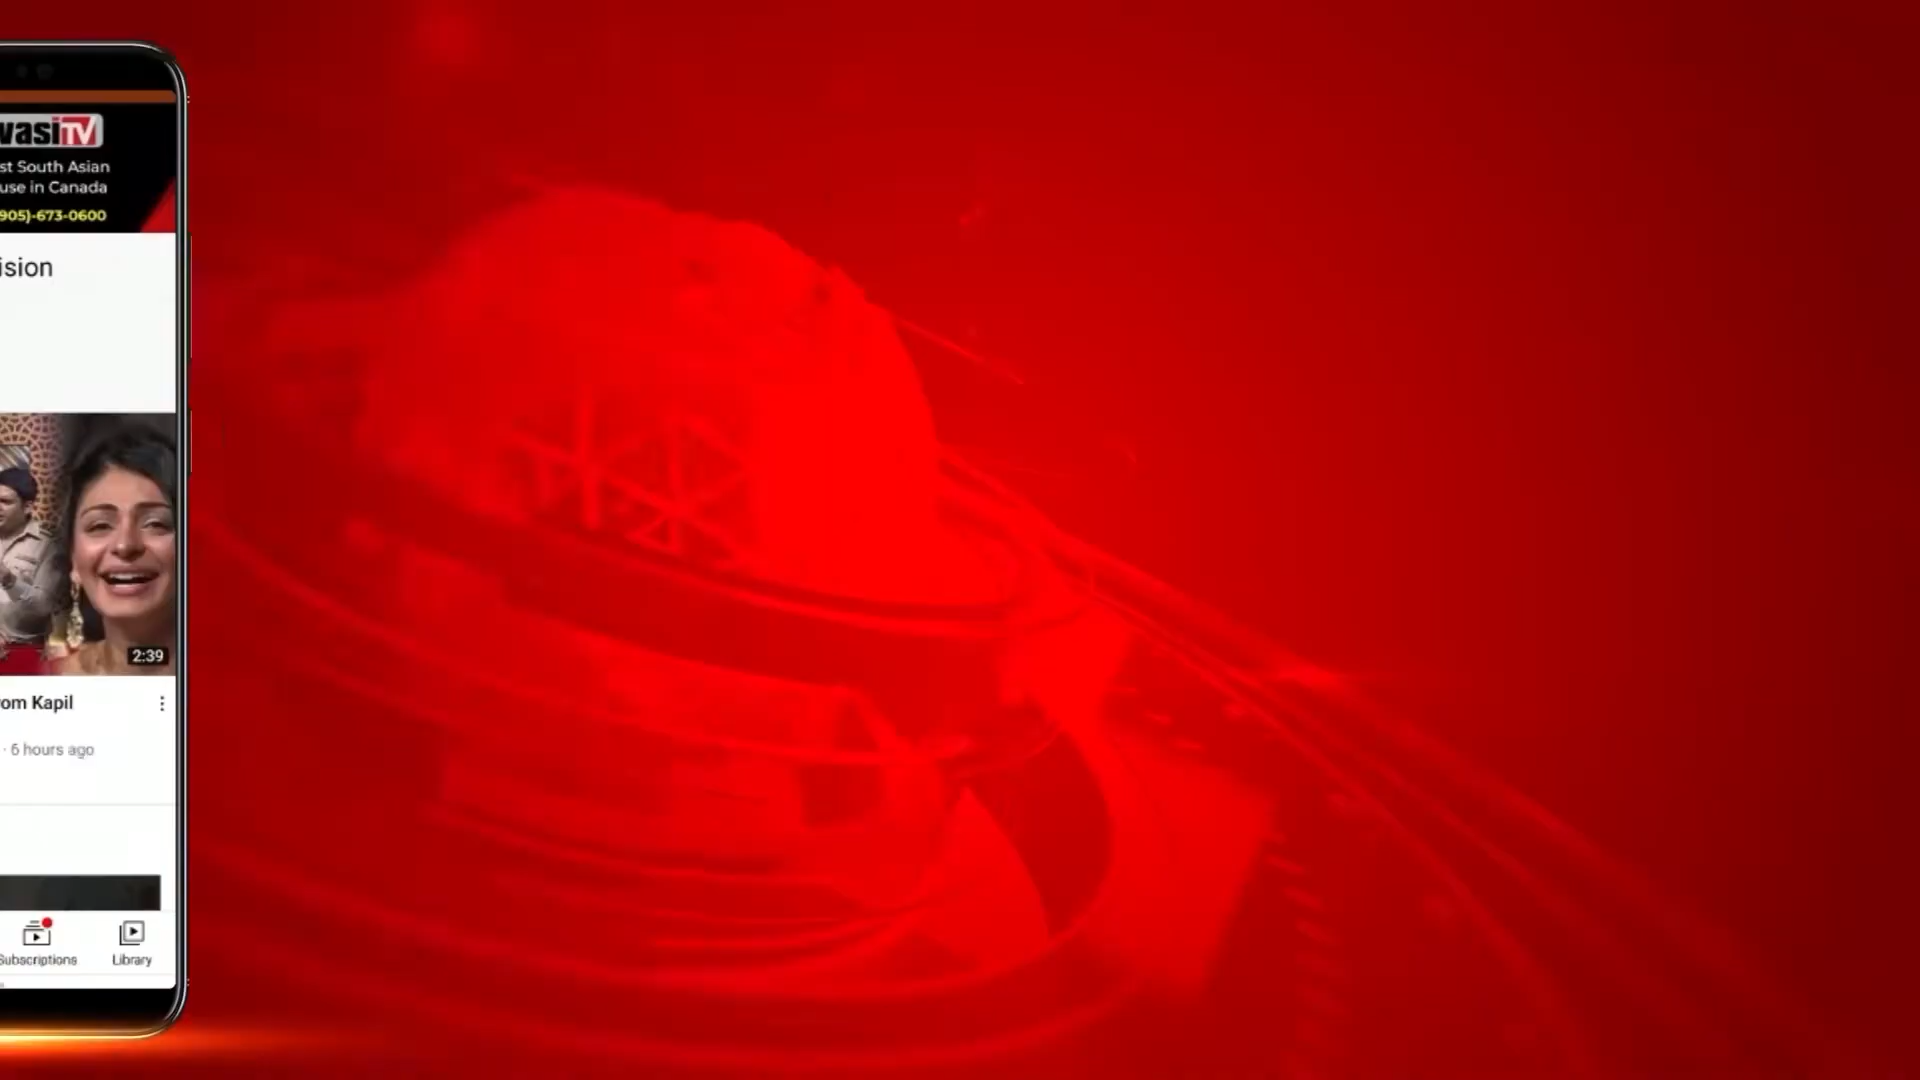 vasiTV
st South Asian
use in Canada
905)-673-0600
ision
2:39
om Kapil
· 6 hours ago
Subscriptions
Library